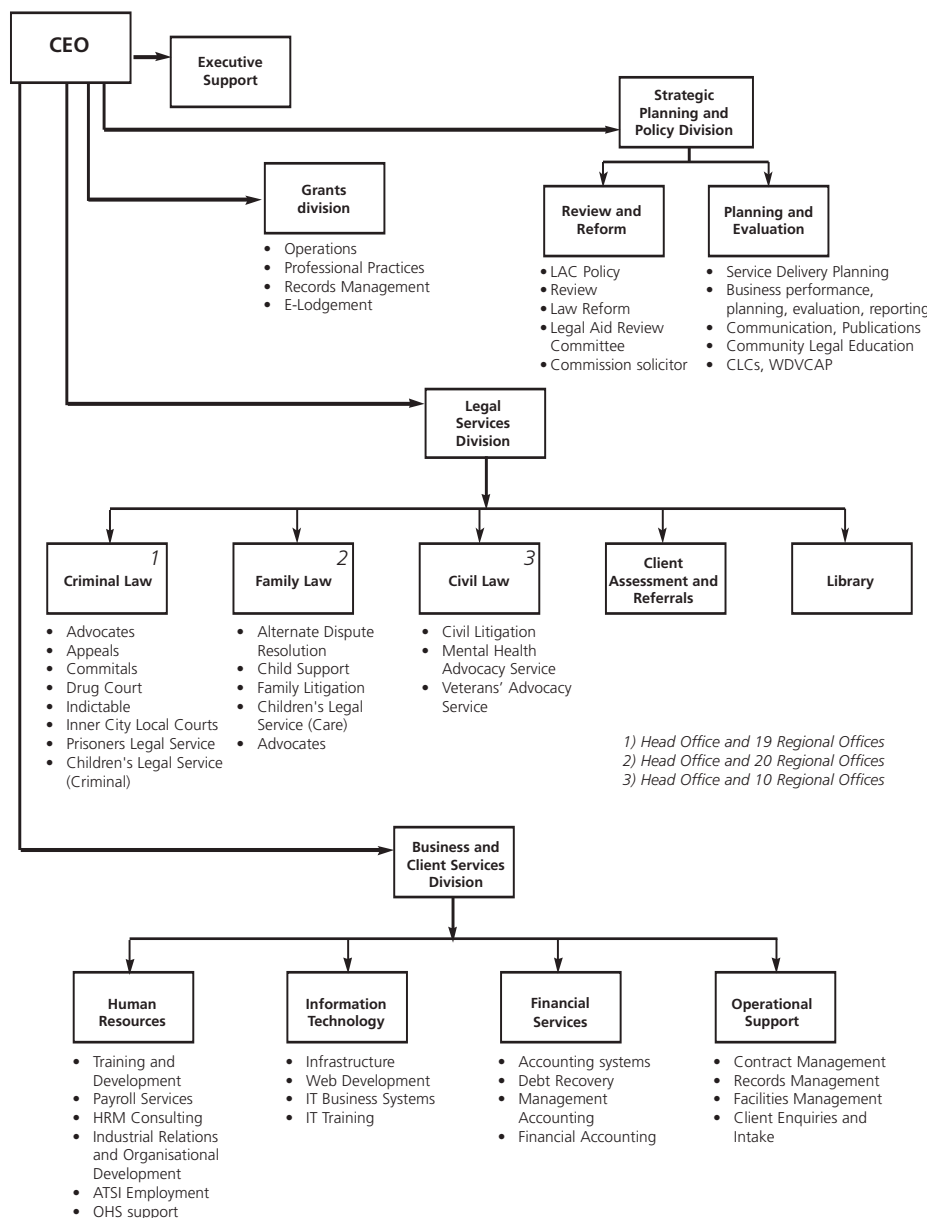 CEO
Executive
Support
Strategic
Planning and
Policy Division
Grants
division
• Operations
• Professional Practices
• Records Management
• E-Lodgement
Review and
Reform
• LAC Policy
• Review
• Law Reform
• Legal Aid Review
Committee
• Commission solicitor
Planning and
Evaluation
• Service Delivery Planning
• Business performance,
planning, evaluation, reporting
• Communication, Publications
• Community Legal Education
• CLCs, WDVCAP
Legal
Services
Division
1
Criminal Law
• Advocates
• Appeals
• Commitals
• Drug Court
• Indictable
• Inner City Local Courts
• Prisoners Legal Service
• Children's Legal Service
(Criminal)
2
Family Law
• Alternate Dispute
Resolution
• Child Support
• Family Litigation
• Children's Legal
Service (Care)
• Advocates
3
Civil Law
• Civil Litigation
• Mental Health
Advocacy Service
• Veterans' Advocacy
Service
Client
Assessment and
Referrals
Library
1) Head Office and 19 Regional Offices
2) Head Office and 20 Regional Offices
3) Head Office and 10 Regional Offices
Business and
Client Services
Division
Human
Resources
• Training and
Development
• Payroll Services
• HRM Consulting
• Industrial Relations
and Organisational
Development
• ATSI Employment
• OHS support
Information
Technology
• Infrastructure
• Web Development
• IT Business Systems
• IT Training
Financial
Services
• Accounting systems
• Debt Recovery
• Management
Accounting
• Financial Accounting
Operational
Support
• Contract Management
• Records Management
• Facilities Management
• Client Enquiries and
Intake